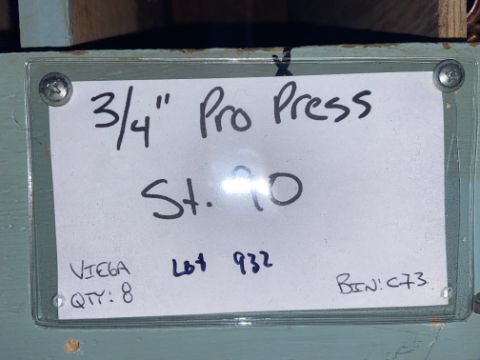 3/4" Pro Press
St. 90
VIEGA Lot 932
QTY: 8
BIN: C73